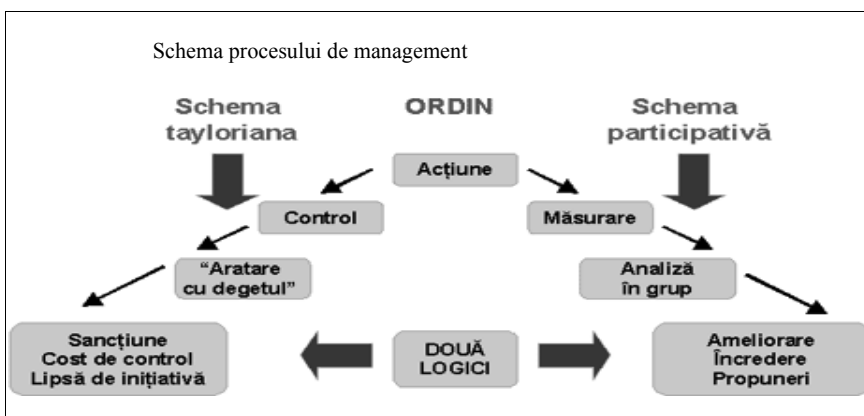 Schema procesului de management
Schema
tayloriana
ORDIN
Schema
participativă
Acțiune
Control
Măsurare
“Aratare
cu degetul”
Analiză
în grup
Sancțiune
Cost de control
Lipsă de inițiativă
DOUĂ
LOGICI
Ameliorare
Încredere
Propuneri